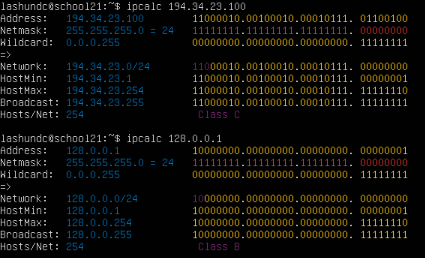 lashundc@school21:~$ ipcalc 194.34.23.100
Address: 194.34.23.100 11000010.00100010.00010111. 01100100
Netmask: 255.255.255.0 = 24 11111111.11111111.11111111. 00000000
Wildcard: 0.0.0.255 00000000.00000000.00000000. 11111111
=>
Network: 194.34.23.0/24 11000010.00100010.00010111. 00000000
HostMin: 194.34.23.1 11000010.00100010.00010111. 00000001
HostMax: 194.34.23.254 11000010.00100010.00010111. 11111110
Broadcast: 194.34.23.255 11000010.00100010.00010111. 11111111
Hosts/Net: 254 Class C
lashundc@school21:~$ ipcalc 128.0.0.1
Address: 128.0.0.1 10000000.00000000.00000000. 00000001
Netmask: 255.255.255.0 = 24 11111111.11111111.11111111. 00000000
Wildcard: 0.0.0.255 00000000.00000000.00000000. 11111111
=>
Network: 128.0.0.0/24 10000000.00000000.00000000. 00000000
HostMin: 128.0.0.1 10000000.00000000.00000000. 00000001
HostMax: 128.0.0.254 10000000.00000000.00000000. 11111110
Broadcast: 128.0.0.255 10000000.00000000.00000000. 11111111
Hosts/Net: 254 Class B